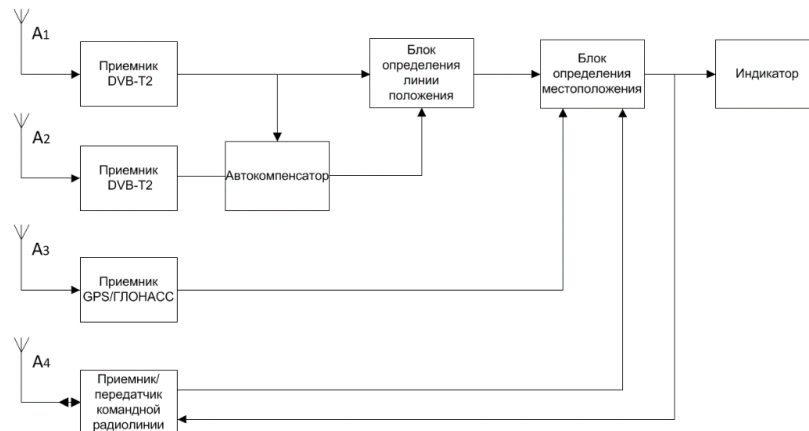 A1
Приемник
DVB-T2
Блок
определения
линии
положения
Блок
определения
местоположения
Индикатор
A2
Приемник
DVB-T2
Автокомпенсатор
A3
Приемник
GPS/ГЛОНАСС
A4
Приемник/
передатчик
командной
радиолинии